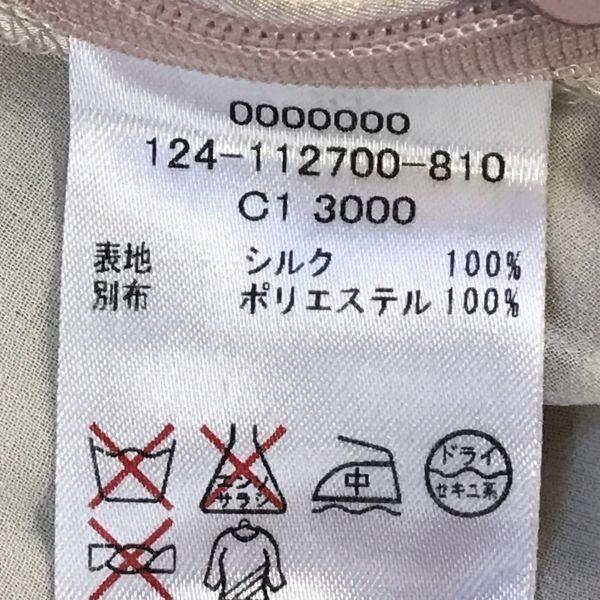 0000000
124-112700-810
C1 3000
表地 シルク 100%
別布 ポリエステル 100%
エンソ
サラシ
中
ドライ
セキユ系